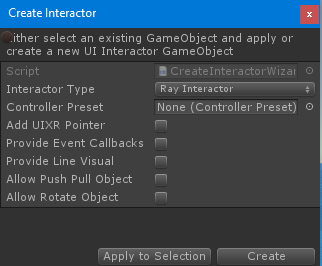 Create Interactor
x
Either select an existing GameObject and apply or
create a new UI Interactor GameObject
Script CreateInteractorWizar
Interactor Type Ray Interactor
Controller Preset None (Controller Preset)
Add UIXR Pointer
Provide Event Callbacks
Provide Line Visual
Allow Push Pull Object
Allow Rotate Object
Apply to Selection Create